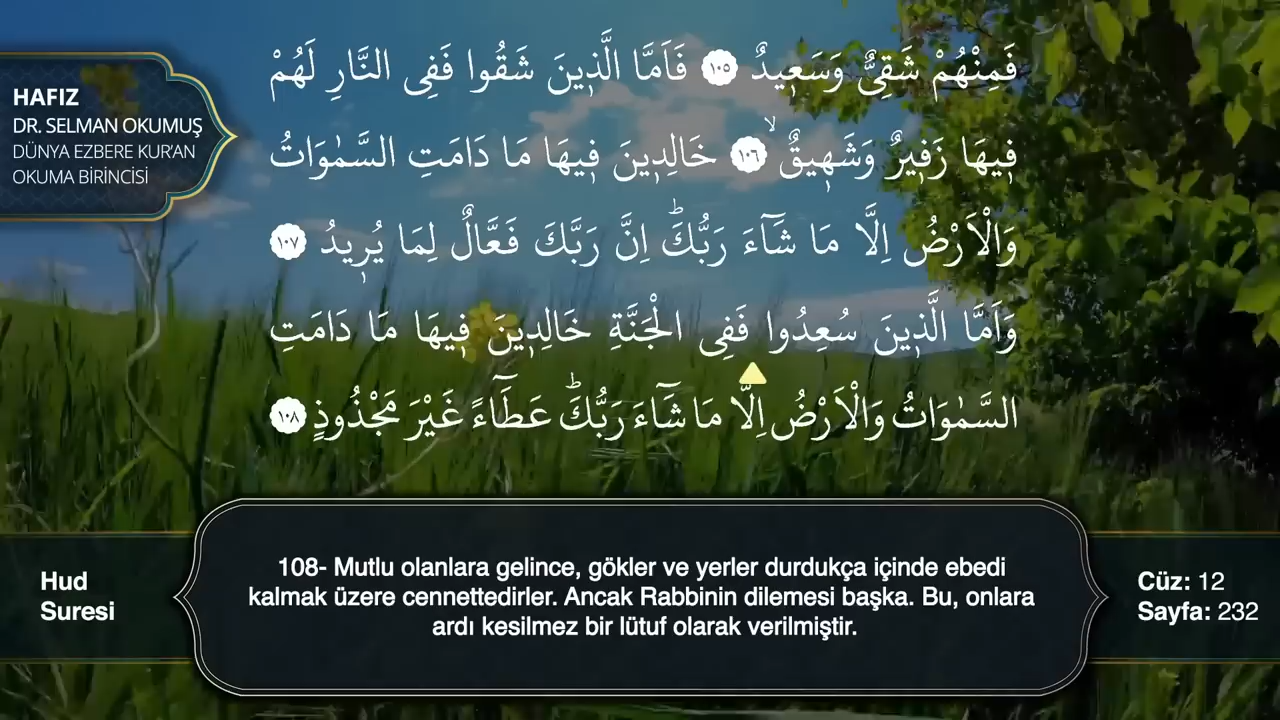 فَمِنْهُمْ شَقِىٌّ وَسَعٖيدٌ ﴿١٠٥﴾ فَاَمَّا الَّذٖينَ شَقُوا فَفِى النَّارِ لَهُمْ
فٖيهَا زَفٖيرٌ وَشَهٖيقٌۙ ﴿١٠٦﴾ خَالِدٖينَ فٖيهَا مَا دَامَتِ السَّمٰوَاتُ
وَالْاَرْضُ اِلَّا مَا شَٓاءَ رَبُّكَؕ اِنَّ رَبَّكَ فَعَّالٌ لِمَا يُرٖيدُ ﴿١٠٧﴾
وَاَمَّا الَّذٖينَ سُعِدُوا فَفِى الْجَنَّةِ خَالِدٖينَ فٖيهَا مَا دَامَتِ
السَّمٰوَاتُ وَالْاَرْضُ اِلَّا مَا شَٓاءَ رَبُّكَؕ عَطَٓاءً غَيْرَ مَجْذُوذٍ ﴿١٠٨﴾
HAFIZ
DR. SELMAN OKUMUŞ
DÜNYA EZBERE KUR'AN
OKUMA BİRİNCİSİ
108- Mutlu olanlara gelince, gökler ve yerler durdukça içinde ebedi
kalmak üzere cennettedirler. Ancak Rabbinin dilemesi başka. Bu, onlara
ardı kesilmez bir lütuf olarak verilmiştir.
Hud
Suresi
Cüz: 12
Sayfa: 232